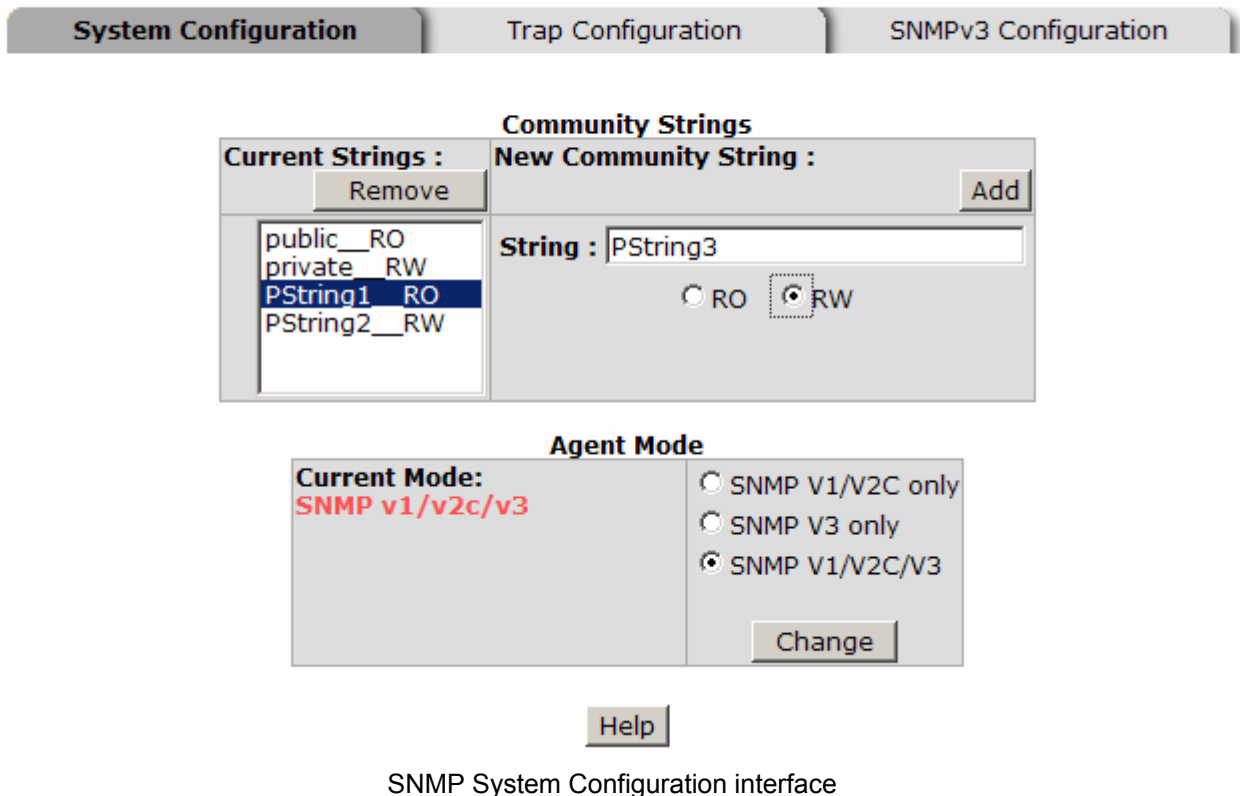 System Configuration
Trap Configuration
SNMPv3 Configuration
Community Strings
Current Strings :
Remove
New Community String :
Add
public__RO
private__RW
PString1__RO
PString2__RW
String : PString3
RO RW
Agent Mode
Current Mode:
SNMP v1/v2c/v3
SNMP V1/V2C only
SNMP V3 only
SNMP V1/V2C/V3
Change
Help
SNMP System Configuration interface